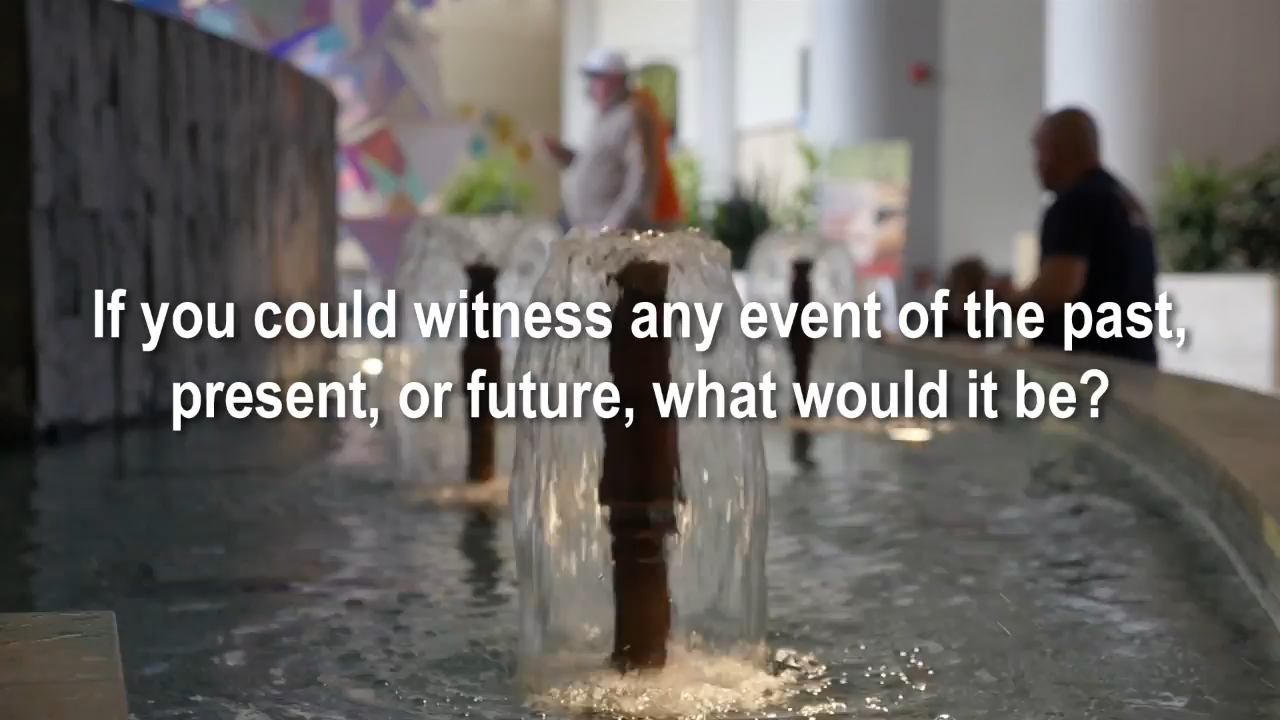 If you could witness any event of the past,
present, or future, what would it be?